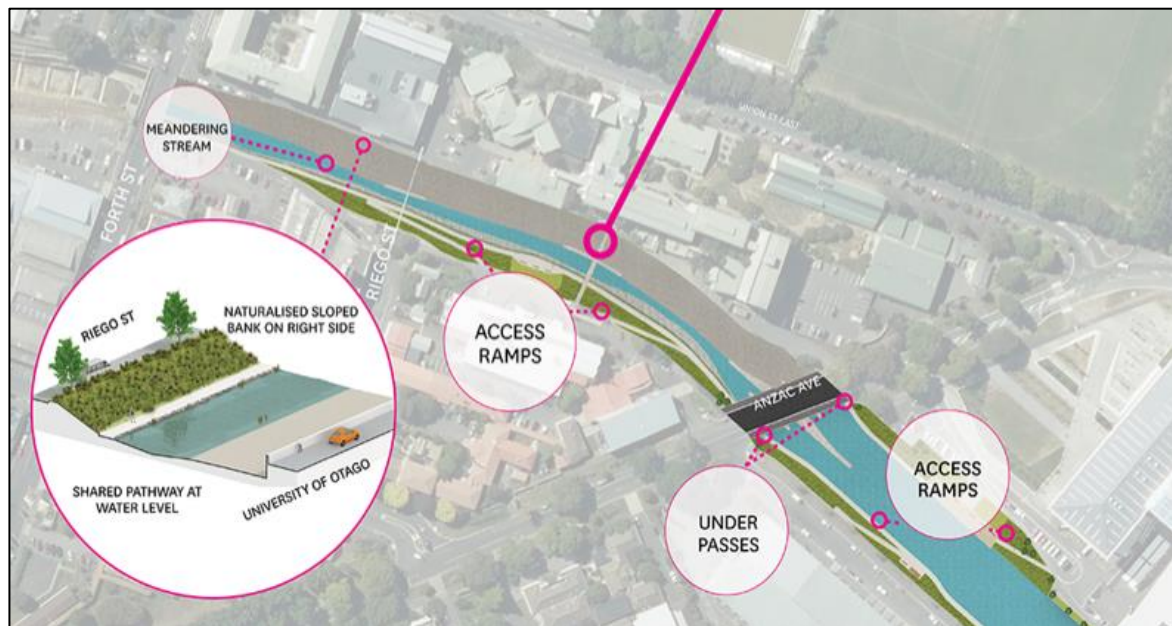 UNION ST EAST
MEANDERING
STREAM
FORTH ST
RIEGO ST
NATURALISED SLOPED
BANK ON RIGHT SIDE
RIEGO ST
ACCESS
RAMPS
ANZAC AVE
ACCESS
RAMPS
UNDER
PASSES
SHARED PATHWAY AT
WATER LEVEL
UNIVERSITY OF OTAGO